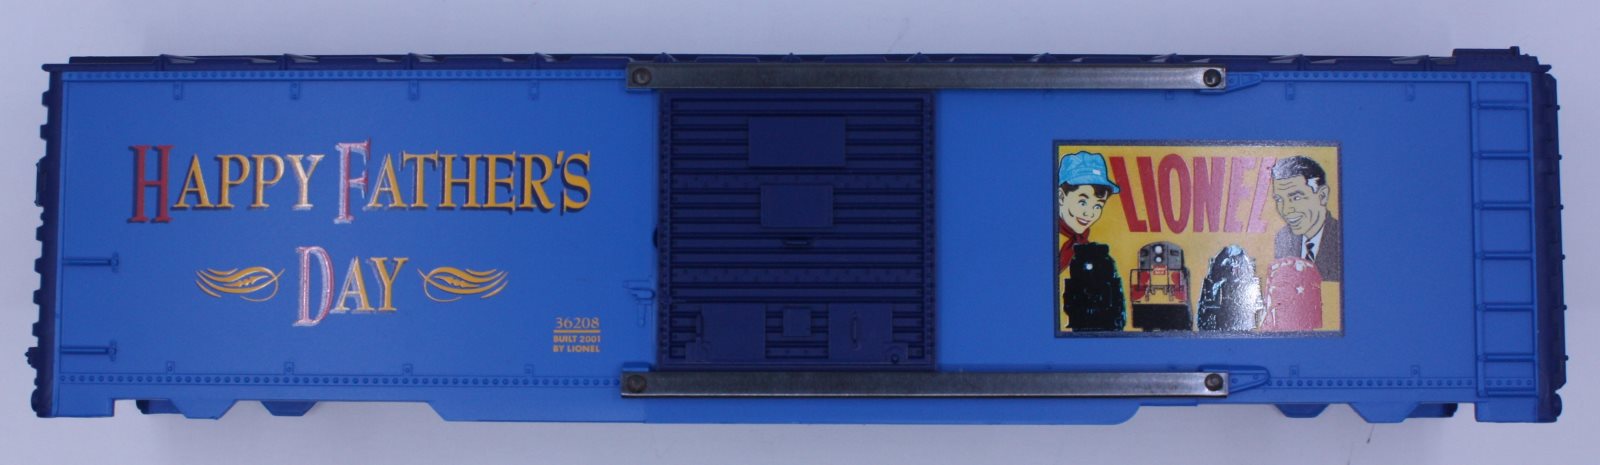 HAPPY FATHER'S
DAY
36208
BUILT 2001
BY LIONEL
LIONEL